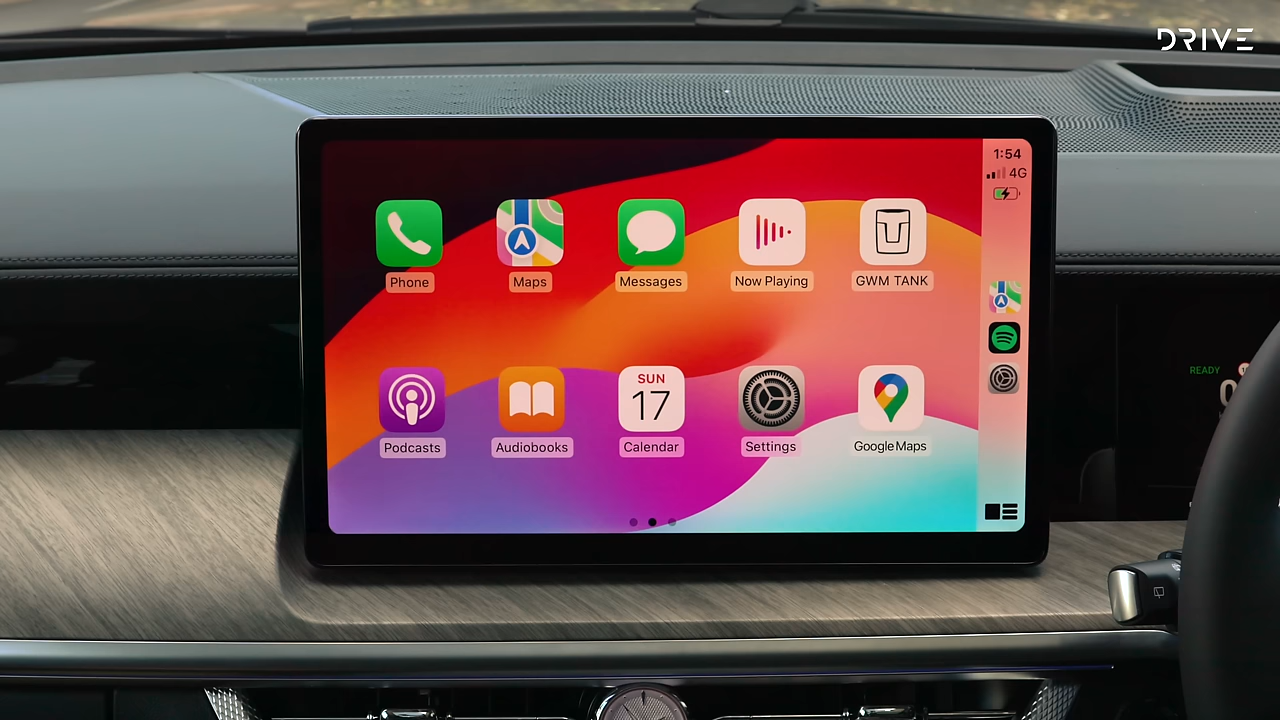 DRIVE
1:54
4G
Phone
Maps
Messages
Now Playing
GWM TANK
READY
Podcasts
Audiobooks
SUN
17
Calendar
Settings
Google Maps